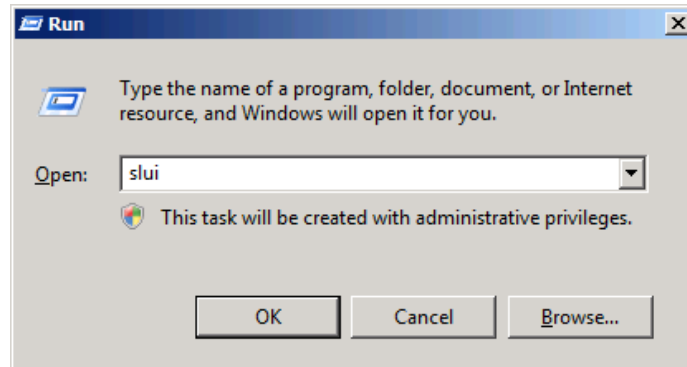 Run
Type the name of a program, folder, document, or Internet
resource, and Windows will open it for you.
Open: slui
This task will be created with administrative privileges.
OK Cancel Browse...